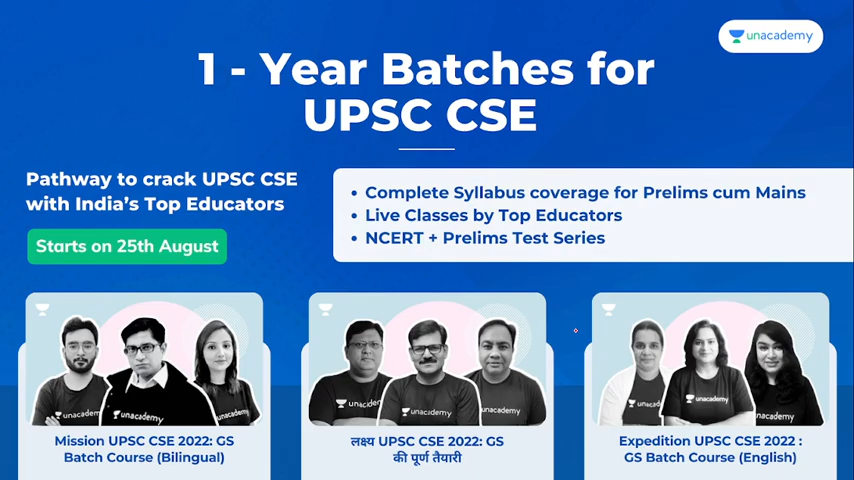 unacademy
1 - Year Batches for
UPSC CSE
Pathway to crack UPSC CSE
with India's Top Educators
Starts on 25th August
• Complete Syllabus coverage for Prelims cum Mains
• Live Classes by Top Educators
• NCERT + Prelims Test Series
unacademy
unacademy
unacademy
Mission UPSC CSE 2022: GS
Batch Course (Bilingual)
unacademy
unacademy
unacademy
लक्ष्य UPSC CSE 2022: GS
की पूर्ण तैयारी
unacademy
unacademy
unacademy
Expedition UPSC CSE 2022 :
GS Batch Course (English)